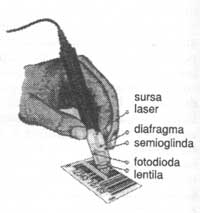 sursa
laser
diafragma
semioglinda
fotodioda
lentila